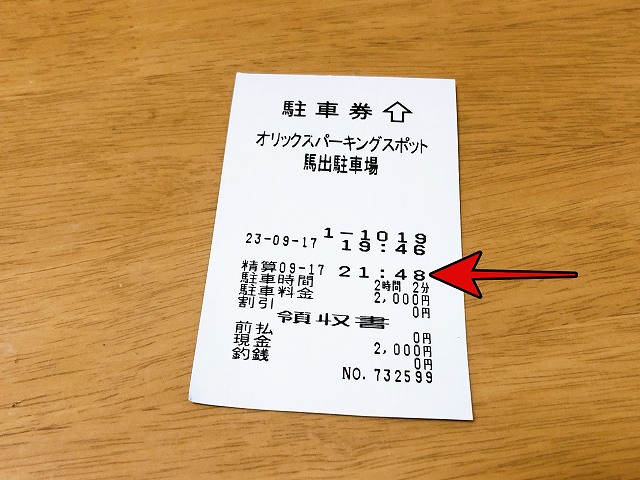 駐車券⇧
オリックスパーキングスポット
馬出駐車場
1-1019
23-09-17 19:46
精算09-17 21:48
駐車時間 2時間 2分
駐車料金 2,000円
割引 0円
領収書
前払 0円
現金 2,000円
釣銭 0円
NO.732599